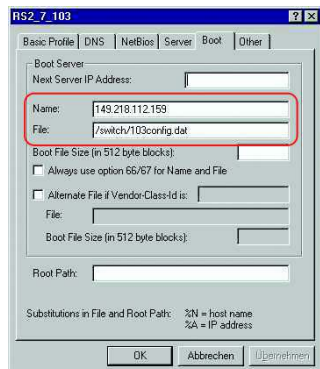 RS2_7_103
Basic Profile DNS NetBios Server Boot Other
Boot Server
Next Server IP Address:
Name: 149.218.112.159
File: /switch/103config.dat
Boot File Size (in 512 byte blocks):
Always use option 66/67 for Name and File
Alternate File if Vendor-Class-Id is:
File:
Boot File Size (in 512 byte blocks):
Root Path:
Substitutions in File and Root Path: %N = host name
%A = IP address
OK Abbrechen Übernehmen